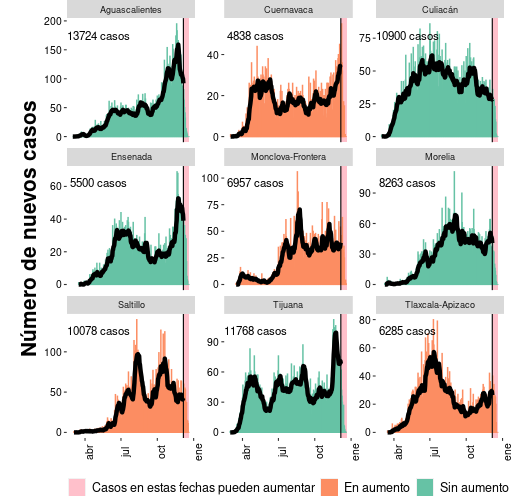 Número de nuevos casos
Aguascalientes Cuernavaca Culiacán
200
150
100
50
0
13724 casos
40
20
0
4838 casos
75
50
25
0
10900 casos
Ensenada Monclova-Frontera Morelia
60
40
20
0
5500 casos
100
75
50
25
0
6957 casos
90
60
30
0
8263 casos
Saltillo Tijuana Tlaxcala-Apizaco
100
50
0
10078 casos
90
60
30
0
11768 casos
80
60
40
20
0
6285 casos
abr jul oct ene abr jul oct ene abr jul oct ene
Casos en estas fechas pueden aumentar En aumento Sin aumento